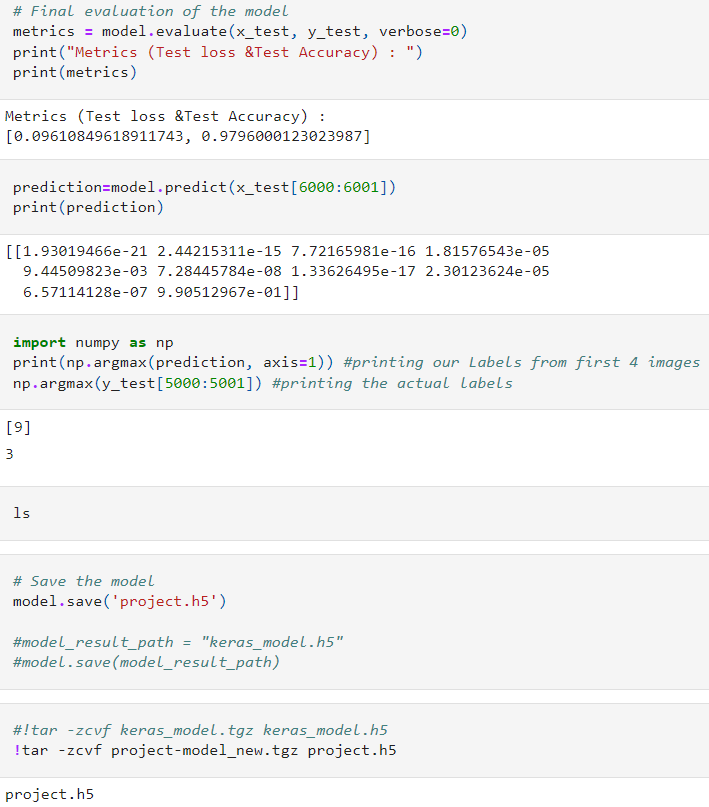 # Final evaluation of the model
metrics = model.evaluate(x_test, y_test, verbose=0)
print("Metrics (Test loss &Test Accuracy) : ")
print(metrics)
Metrics (Test loss &Test Accuracy) :
[0.09610849618911743, 0.9796000123023987]
prediction=model.predict(x_test[6000:6001])
print(prediction)
[[1.93019466e-21 2.44215311e-15 7.72165981e-16 1.81576543e-05
9.44509823e-03 7.28445784e-08 1.33626495e-17 2.30123624e-05
6.57114128e-07 9.90512967e-01]]
import numpy as np
print(np.argmax(prediction, axis=1)) #printing our Labels from first 4 images
np.argmax(y_test[5000:5001]) #printing the actual labels
[9]
3
ls
# Save the model
model.save('project.h5')
#model_result_path = "keras_model.h5"
#model.save(model_result_path)
#!tar -zcvf keras_model.tgz keras_model.h5
!tar -zcvf project-model_new.tgz project.h5
project.h5